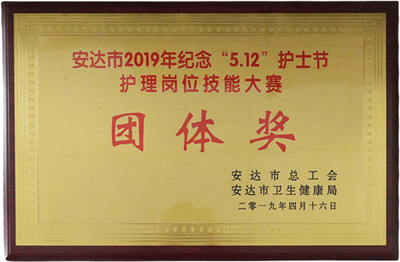 安达市2019年纪念“5.12”护士节
护理岗位技能大赛
团体奖
安达市总工会
安达市卫生健康局
二零一九年四月十六日